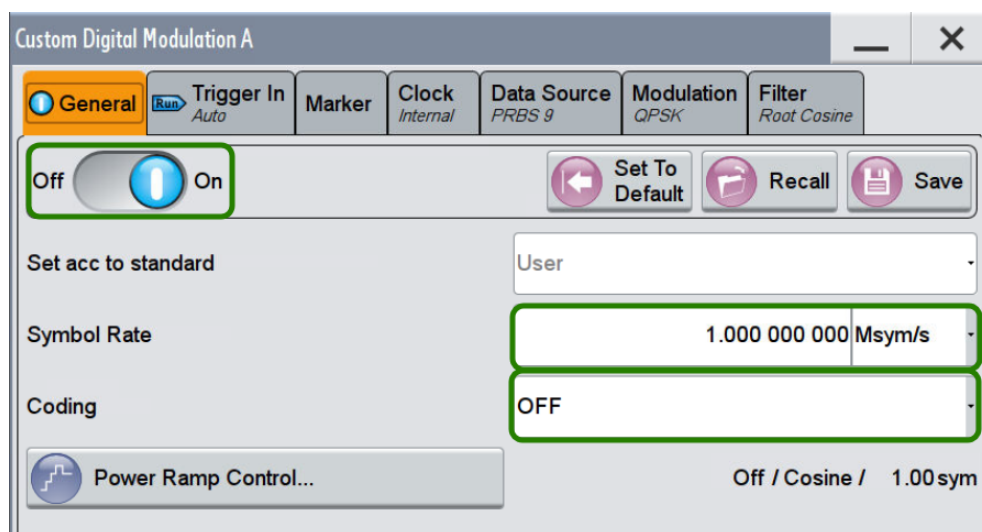 Custom Digital Modulation A
General
Run
Trigger In
Auto
Marker
Clock
Internal
Data Source
PRBS 9
Modulation
QPSK
Filter
Root Cosine
Off On
Set To
Default
Recall
Save
Set acc to standard
User
Symbol Rate
1.000 000 000 Msym/s
Coding
OFF
Power Ramp Control...
Off / Cosine / 1.00 sym